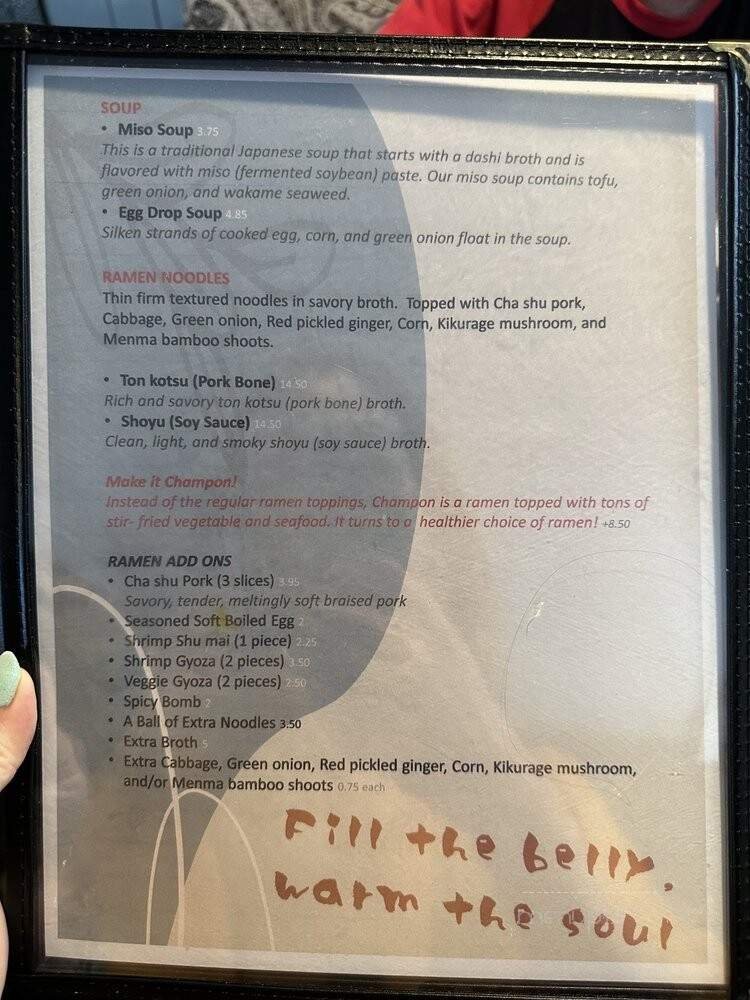 SOUP
• Miso Soup 3.75
This is a traditional Japanese soup that starts with a dashi broth and is
flavored with miso (fermented soybean) paste. Our miso soup contains tofu,
green onion, and wakame seaweed.
• Egg Drop Soup 4.85
Silken strands of cooked egg, corn, and green onion float in the soup.
RAMEN NOODLES
Thin firm textured noodles in savory broth. Topped with Cha shu pork,
Cabbage, Green onion, Red pickled ginger, Corn, Kikurage mushroom, and
Menma bamboo shoots.
• Ton kotsu (Pork Bone) 14.50
Rich and savory ton kotsu (pork bone) broth.
• Shoyu (Soy Sauce) 14.50
Clean, light, and smoky shoyu (soy sauce) broth.
Make it Champon!
Instead of the regular ramen toppings, Champon is a ramen topped with tons of
stir- fried vegetable and seafood. It turns to a healthier choice of ramen! +8.50
RAMEN ADD ONS
• Cha shu Pork (3 slices) 3.95
Savory, tender, meltingly soft braised pork
• Seasoned Soft Boiled Egg 2
• Shrimp Shu mai (1 piece) 2.25
• Shrimp Gyoza (2 pieces) 3.50
• Veggie Gyoza (2 pieces) 2.50
• Spicy Bomb 2
• A Ball of Extra Noodles 3.50
• Extra Broth 5
• Extra Cabbage, Green onion, Red pickled ginger, Corn, Kikurage mushroom,
and/or Menma bamboo shoots 0.75 each
Fill the belly,
warm the soul